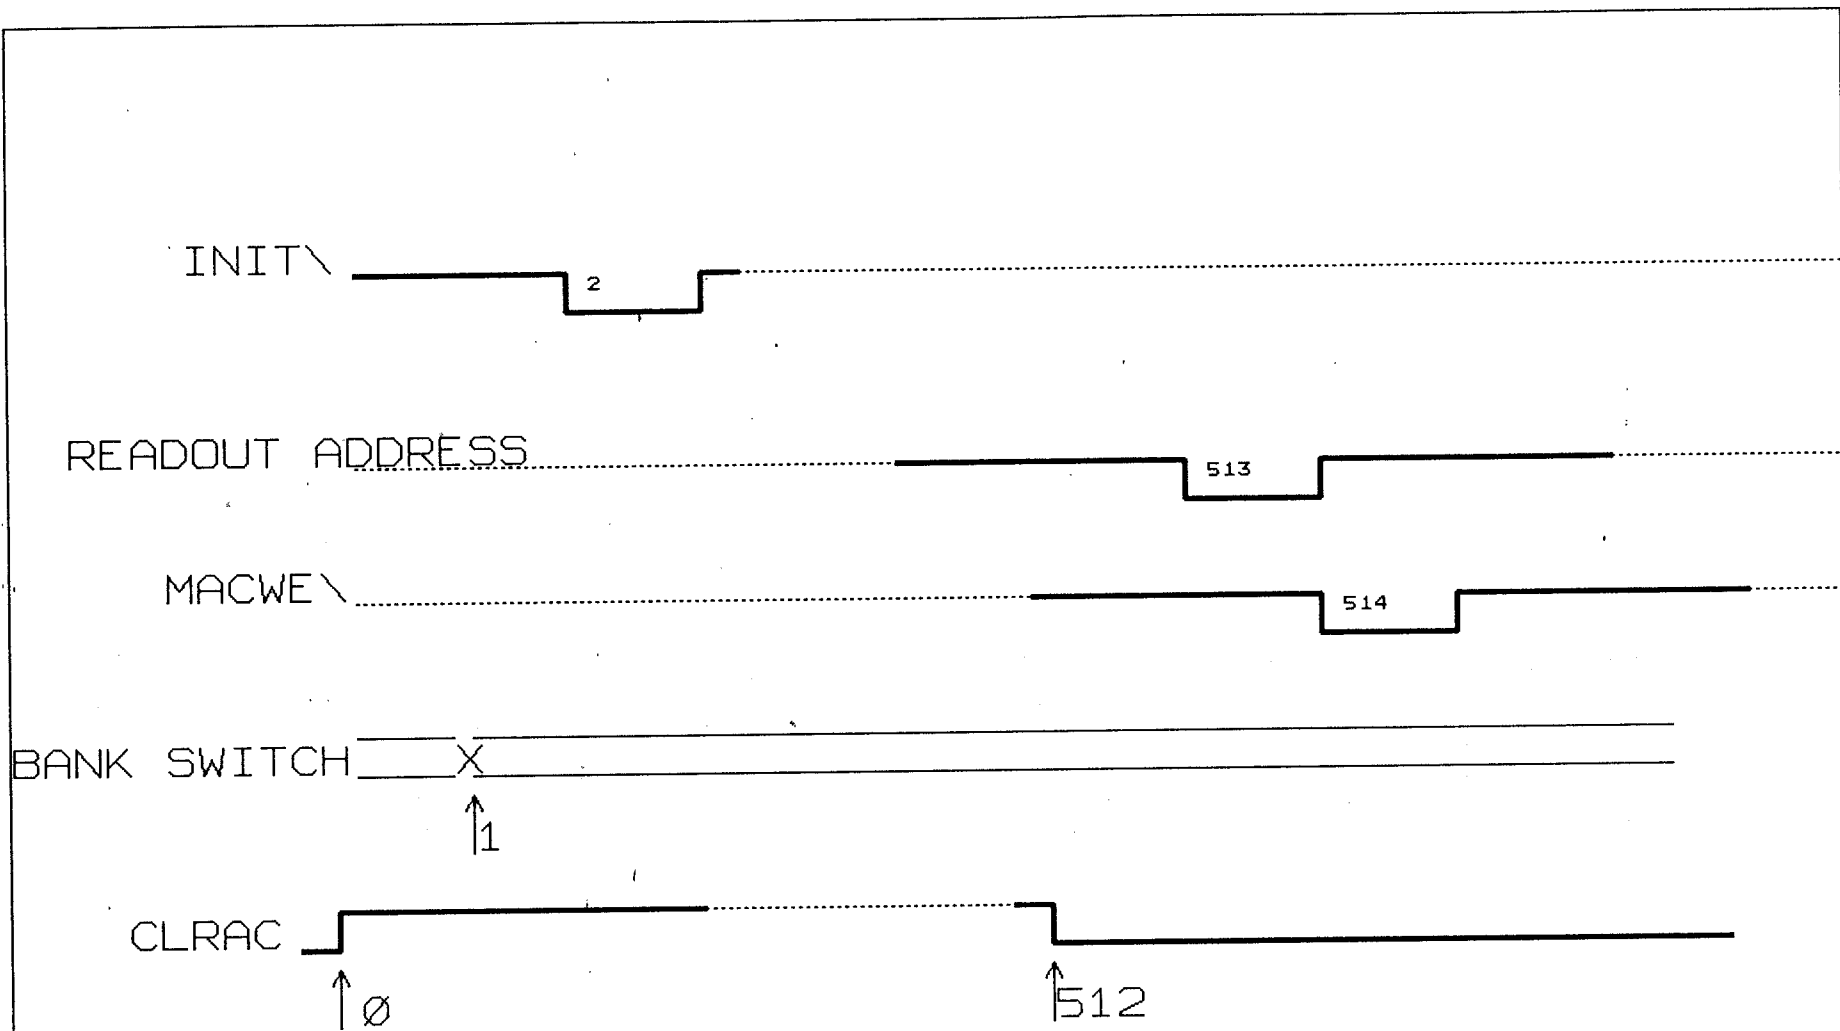 INIT\
2
READOUT ADDRESS
513
MACWE\
514
BANK SWITCH
X
1
CLRAC
Ø
512